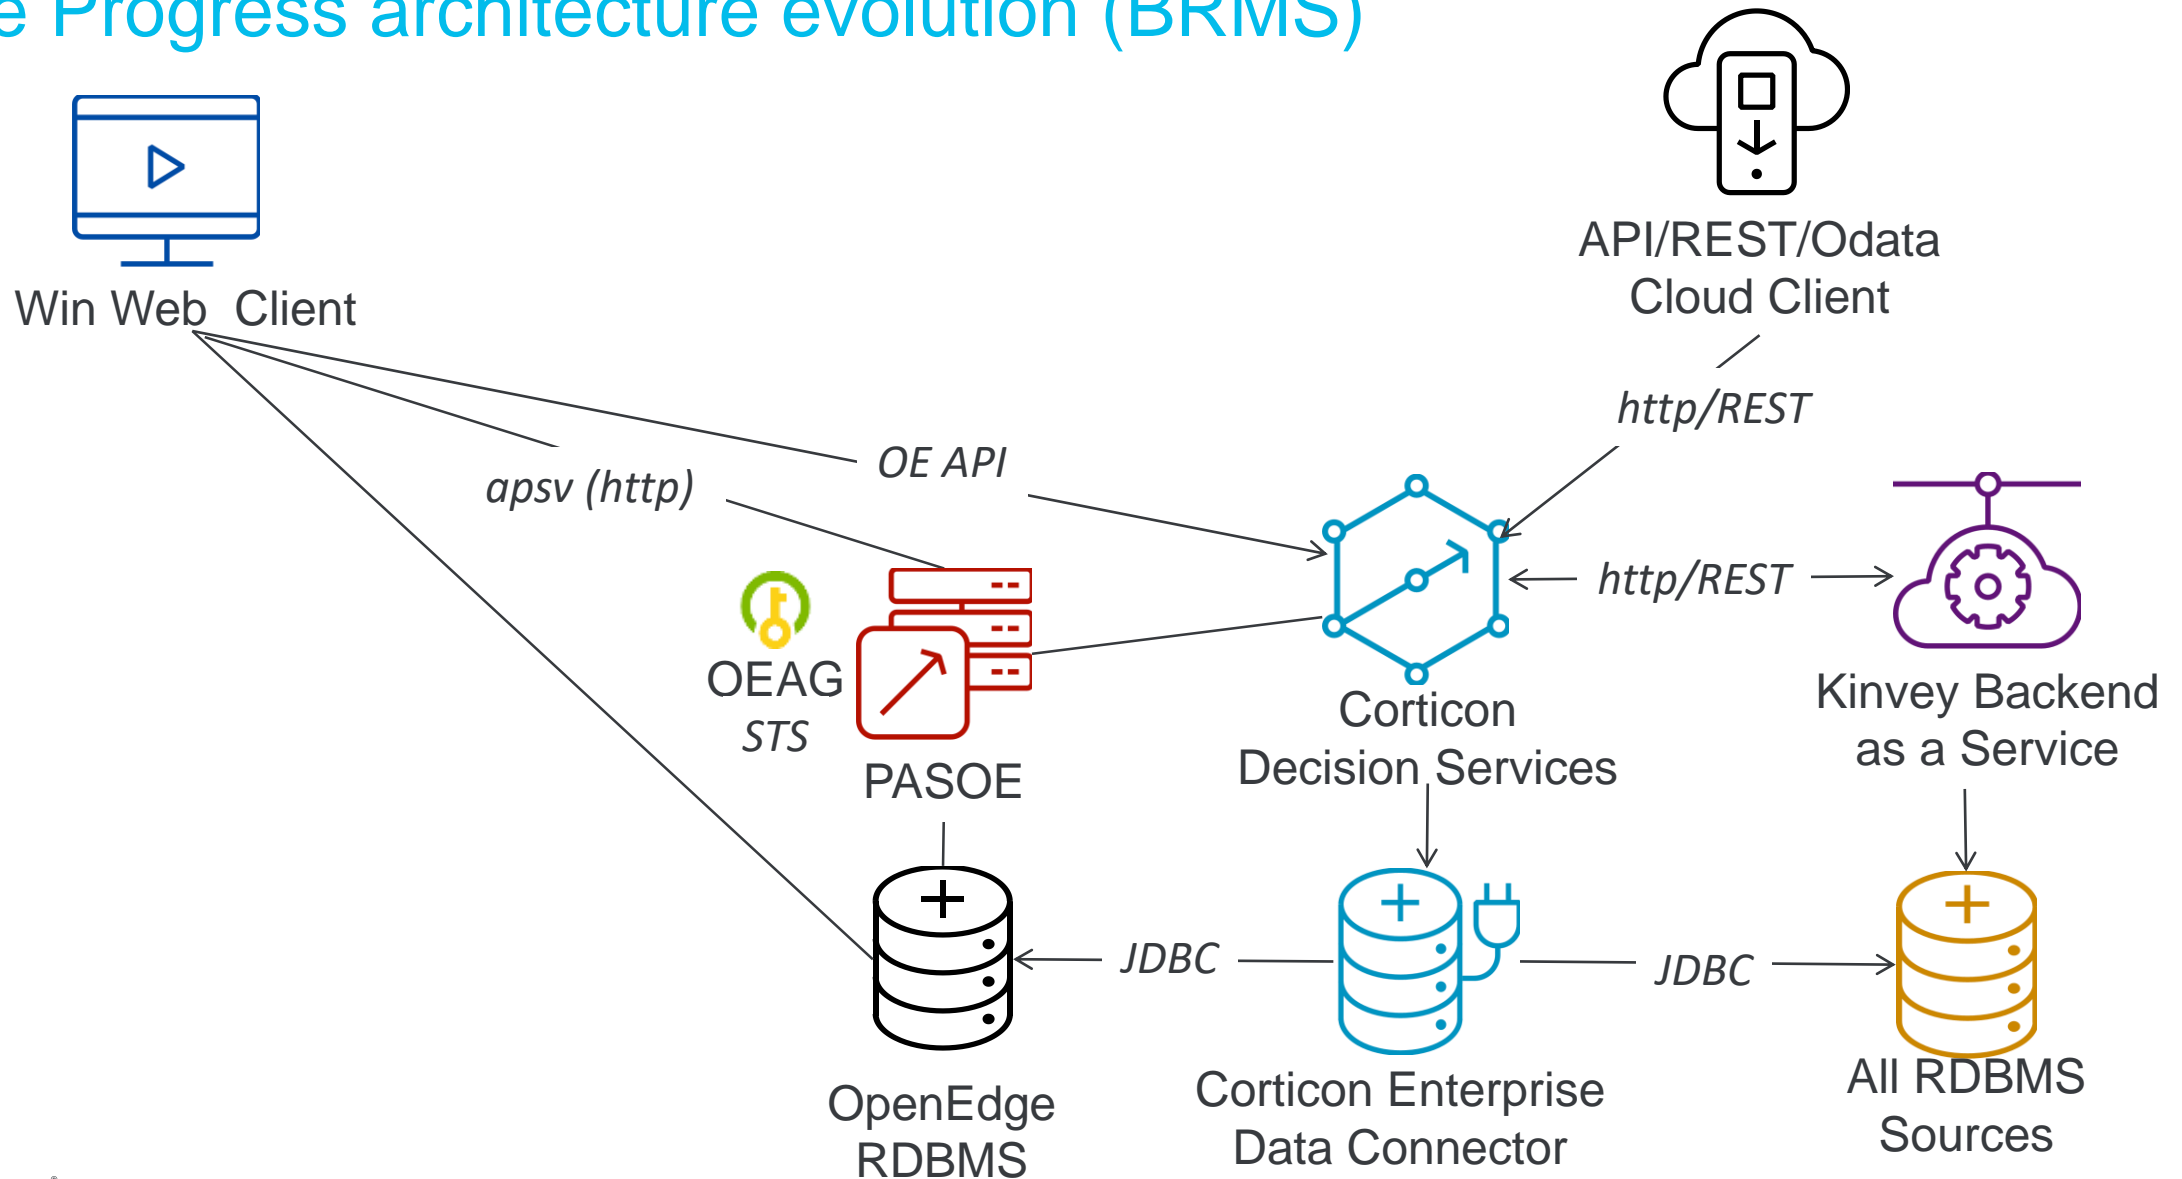 e Progress architecture evolution (BRMS)
Win Web  Client
API/REST/Odata
Cloud Client
http/REST
OE API
apsv (http)
http/REST
OEAG
STS
PASOE
Corticon
Decision Services
Kinvey Backend
as a Service
JDBC
JDBC
OpenEdge
RDBMS
Corticon Enterprise
Data Connector
All RDBMS
Sources
®